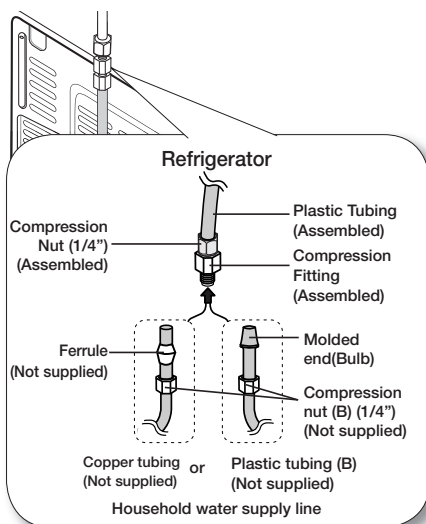 Refrigerator
Compression
Nut (1/4”)
(Assembled)
Plastic Tubing
(Assembled)
Compression
Fitting
(Assembled)
Ferrule
(Not supplied)
Molded
end(Bulb)
Compression
nut (B) (1/4”)
(Not supplied)
Copper tubing
(Not supplied)
or
Plastic tubing (B)
(Not supplied)
Household water supply line